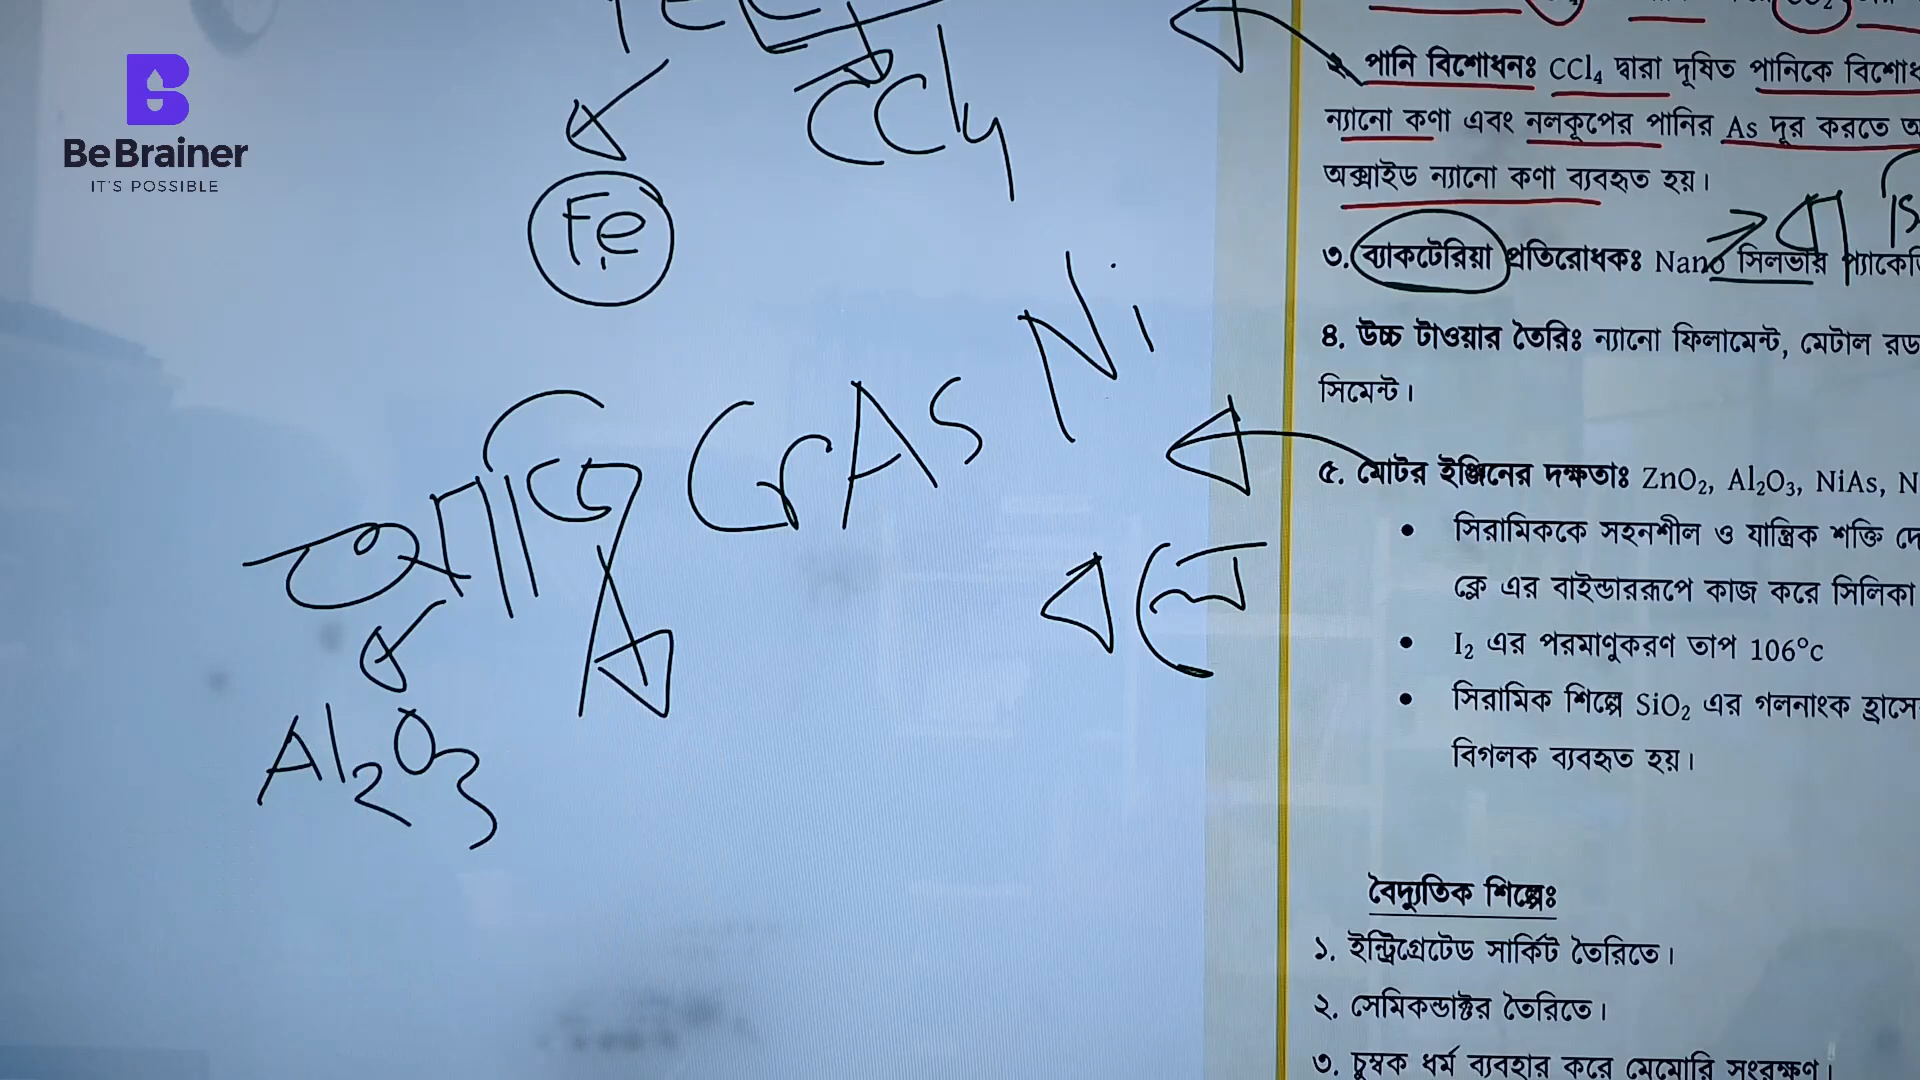 BeBrainer
IT'S POSSIBLE
CCl4
Fe
আজি GrAS Ni
বলে
Al2O3
পানি বিশোধনঃ CCl₄ দ্বারা দূষিত পানিকে
ন্যানো কণা এবং নলকূপের পানির As দূর করতে
অক্সাইড ন্যানো কণা ব্যবহৃত হয়।
৩. ব্যাকটেরিয়া প্রতিরোধকঃ Nano সিলভার
৪. উচ্চ টাওয়ার তৈরিঃ ন্যানো ফিলামেন্ট, মেটাল রড
সিমেন্ট।
৫. মোটর ইঞ্জিনের দক্ষতাঃ ZnO₂, Al₂O₃, NiAs, N
• সিরামিককে সহনশীল ও যান্ত্রিক শক্তি
ক্লে এর বাইন্ডাররূপে কাজ করে সিলিকা
• I₂ এর পরমাণুকরণ তাপ 106°c
• সিরামিক শিল্পে SiO₂ এর গলনাংক
বিগলক ব্যবহৃত হয়।
বৈদ্যুতিক শিল্পেঃ
১. ইন্ট্রিগ্রেটেড সার্কিট তৈরিতে।
২. সেমিকন্ডাক্টর তৈরিতে।
৩. চুম্বক ধর্ম ব্যবহার করে মেমোরি সংরক্ষণ।